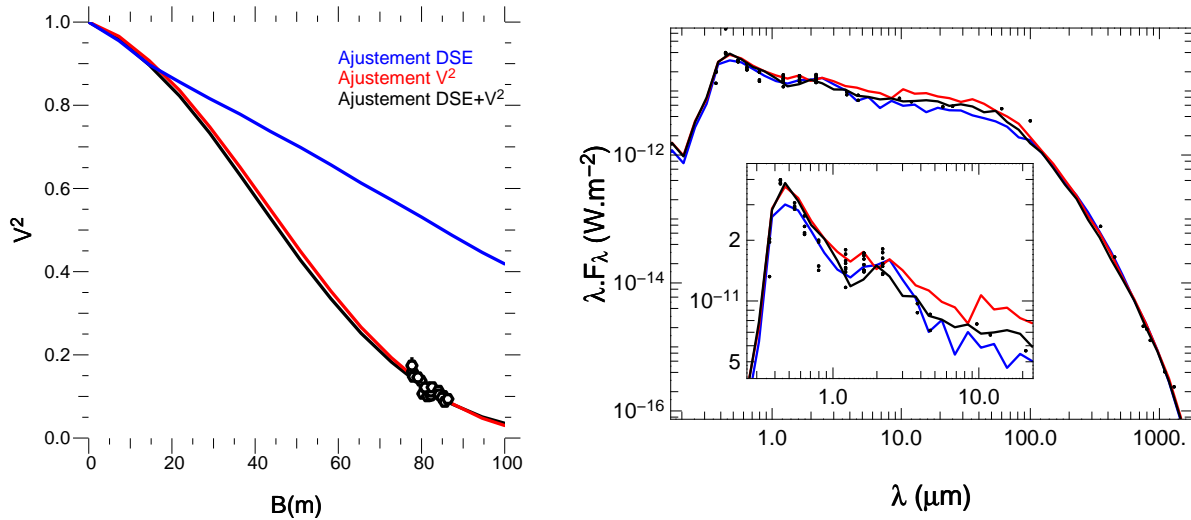 1.0
0.8
0.6
0.4
0.2
0.0
V²
0 20 40 60 80 100
B(m)
Ajustement DSE
Ajustement V²
Ajustement DSE+V²
λ.Fλ (W.m⁻²)
10⁻¹²
10⁻¹⁴
10⁻¹⁶
1.0 10.0 100.0 1000.
λ (μm)
2
10⁻¹¹
5
1.0 10.0